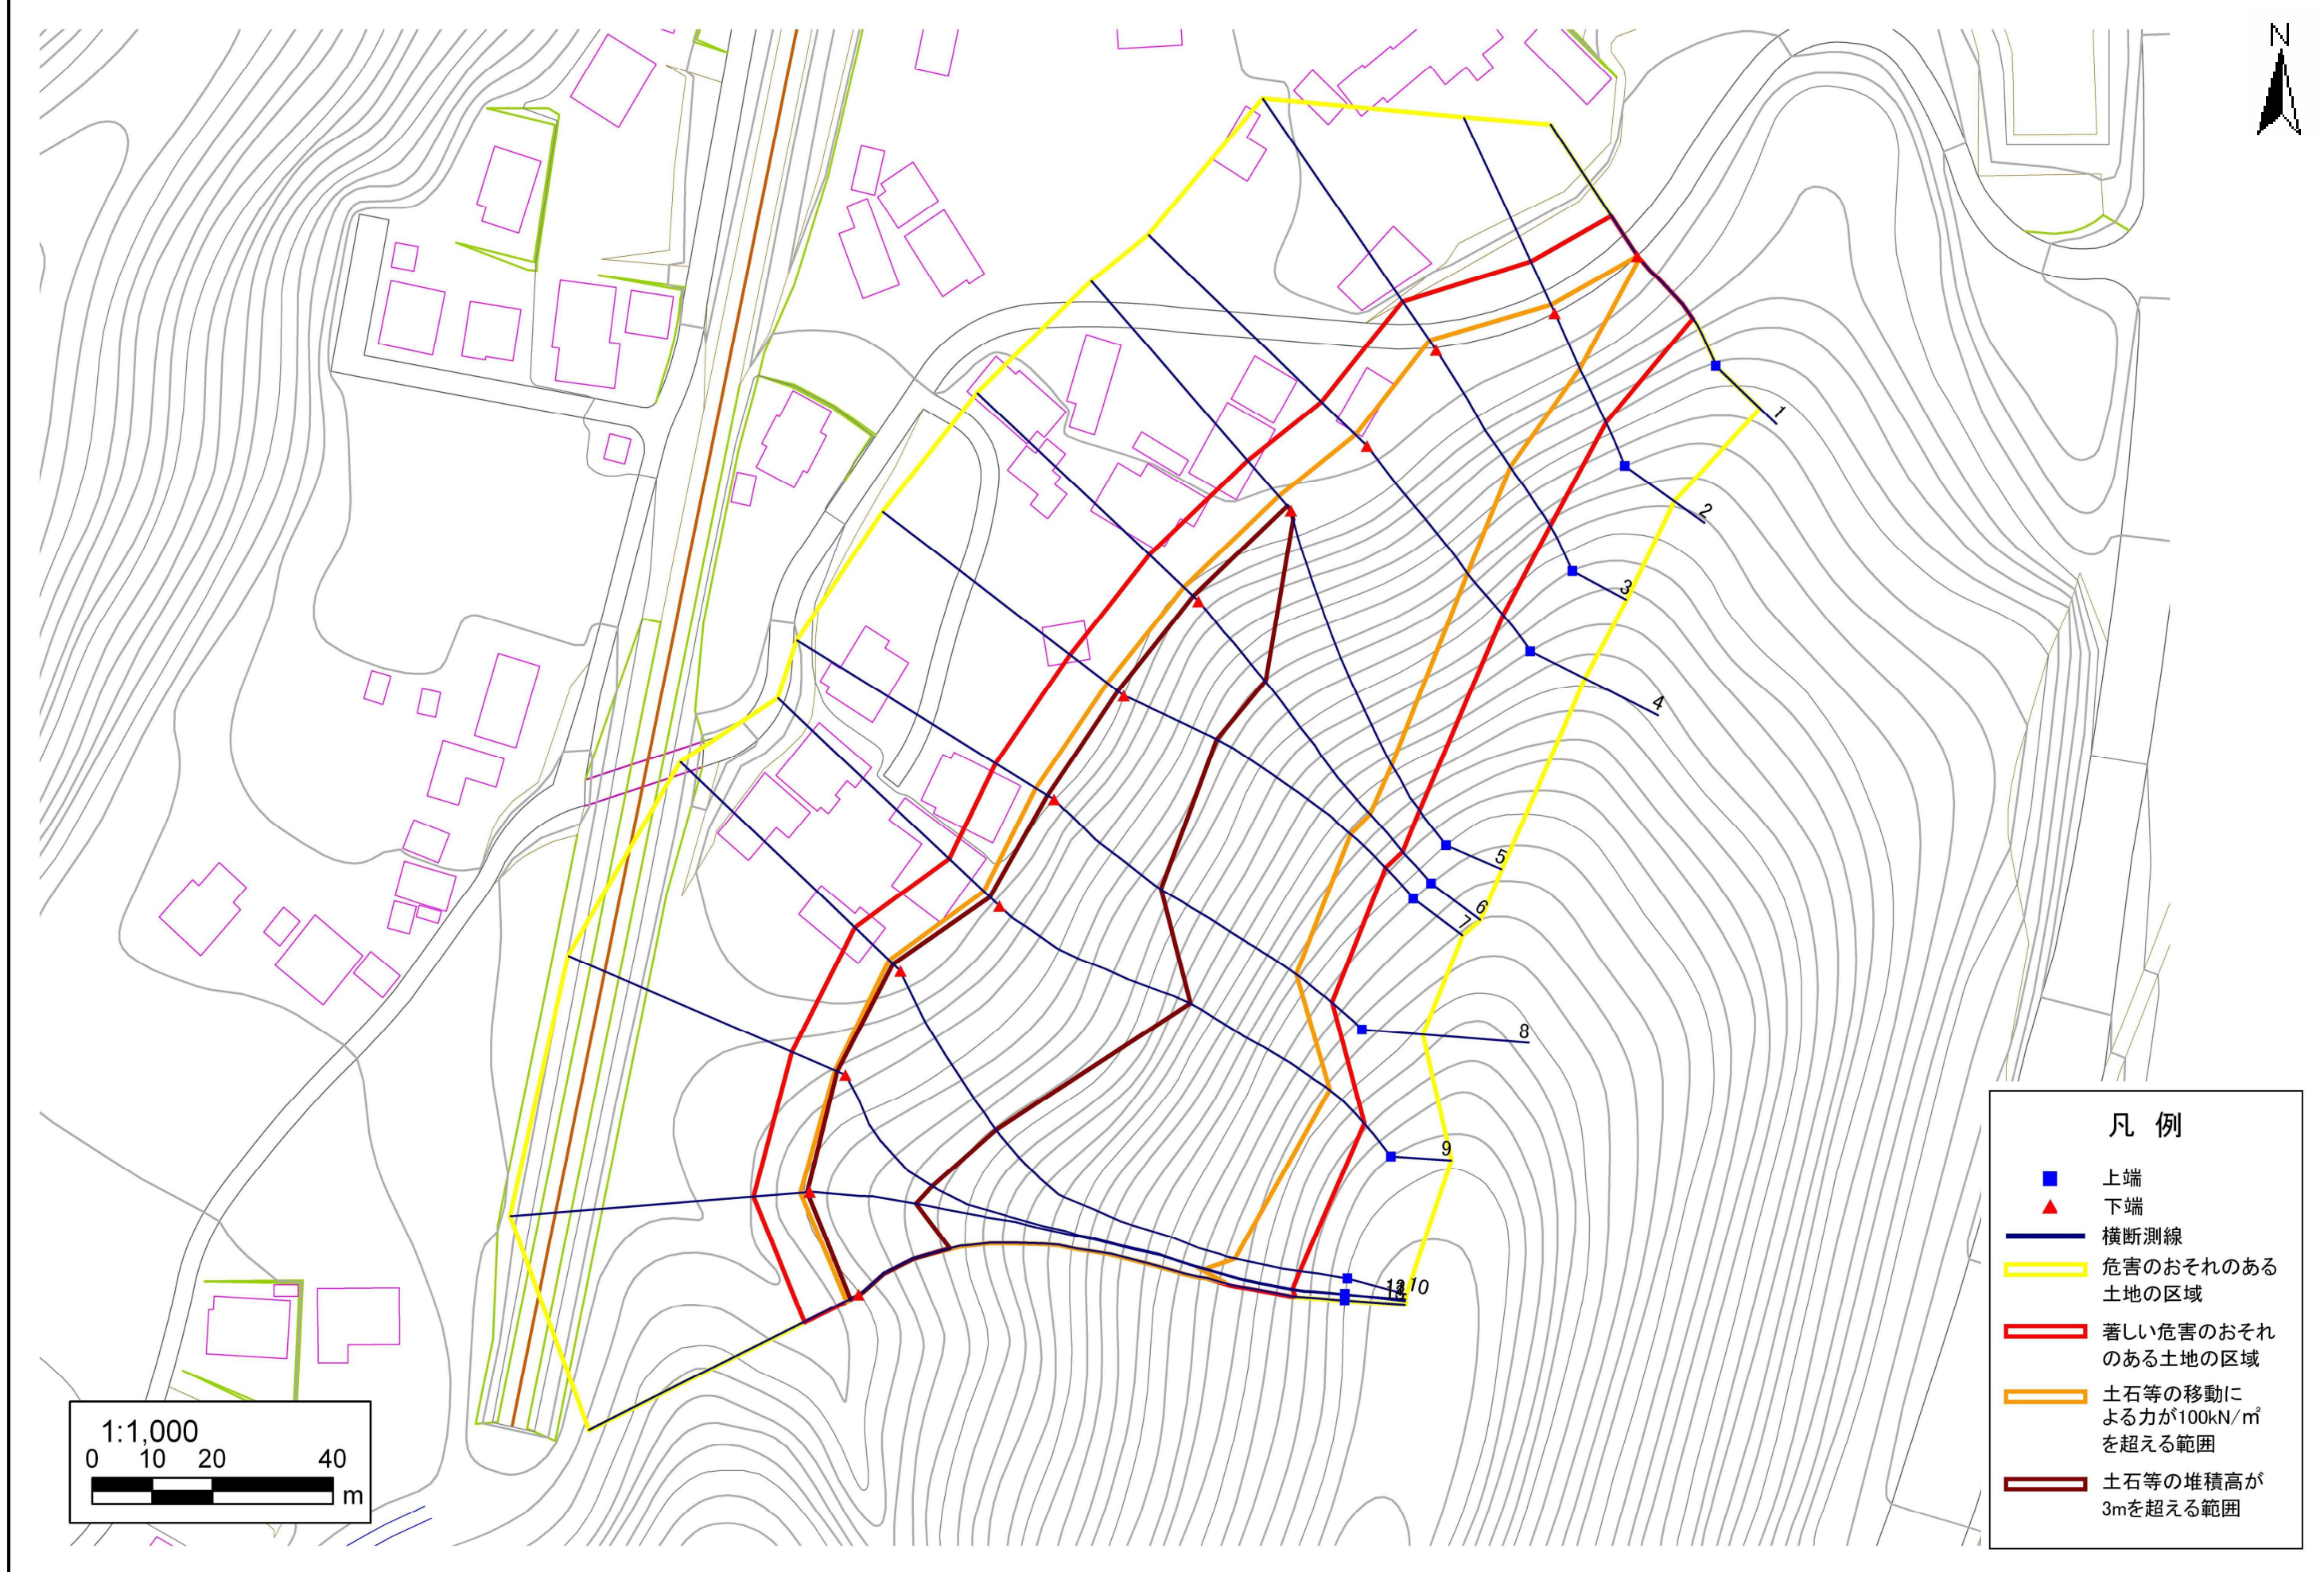 N
1
2
3
4
5
6
7
8
9
10
凡 例
上端
下端
横断測線
危害のおそれのある
土地の区域
著しい危害のおそれ
のある土地の区域
土石等の移動に
よる力が100kN/㎡
を超える範囲
土石等の堆積高が
3mを超える範囲
1:1,000
0 10 20 40
m